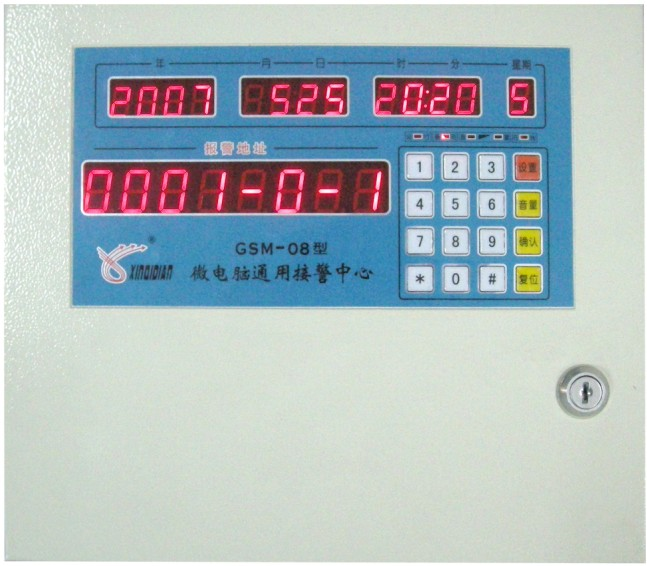 年 月 日 时 分 星期
2007 525 20:20 5
报警地址
0001-0-1
1 2 3 设置
4 5 6 音量
7 8 9 确认
* 0 # 复位
GSM-08型
XINQIDIAN ®
微电脑通用接警中心